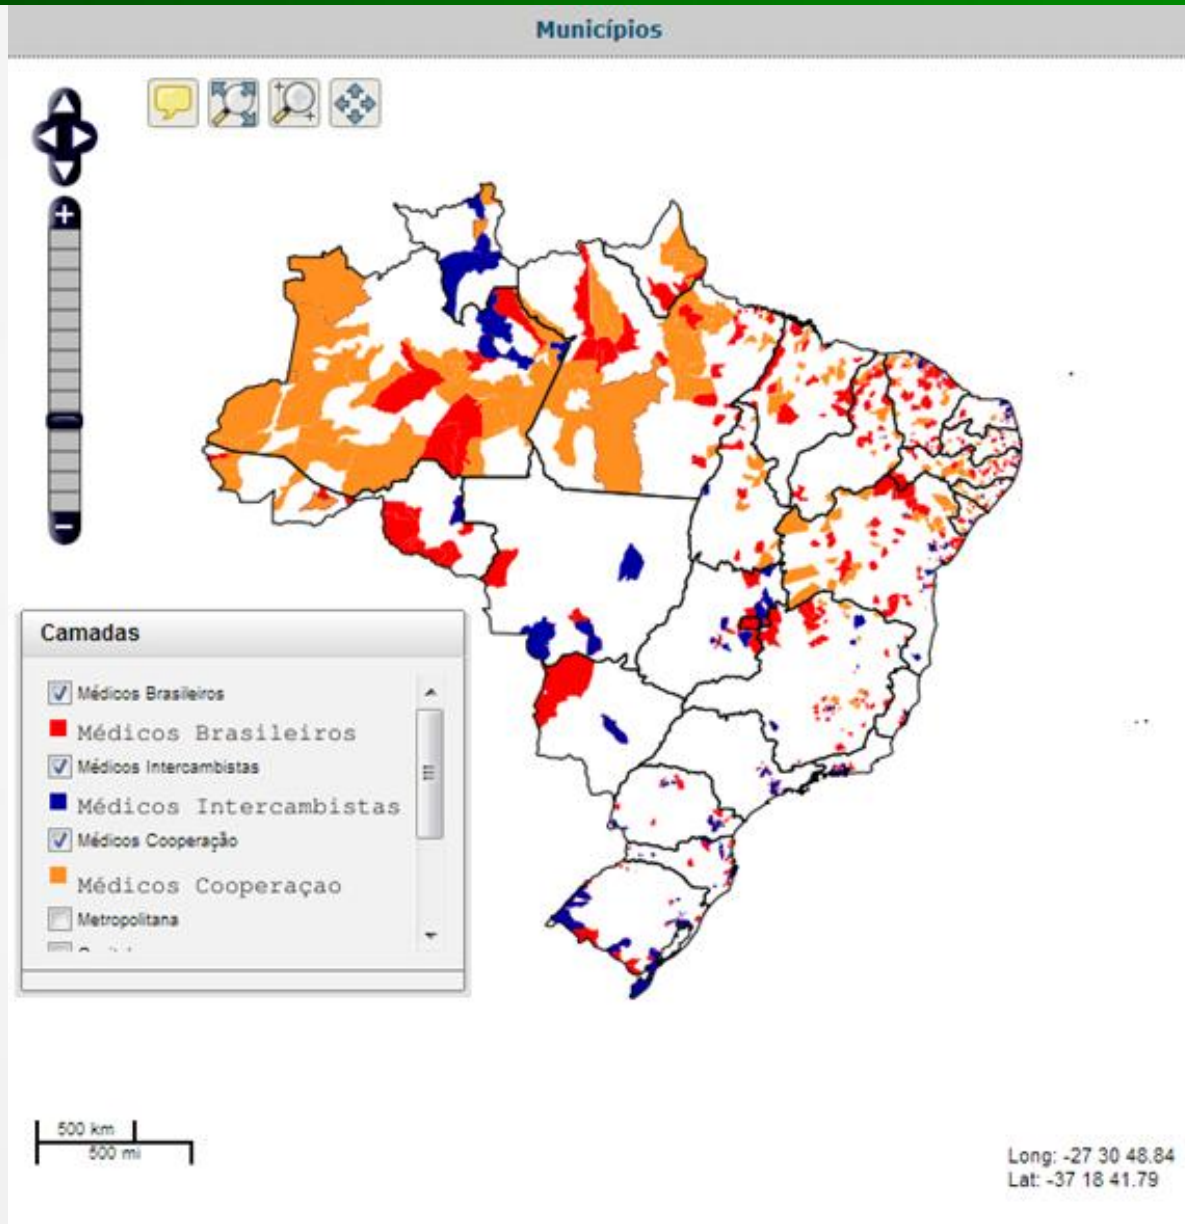 Municípios
Camadas
Médicos Brasileiros
Médicos Brasileiros
Médicos Intercambistas
Médicos Intercambistas
Médicos Cooperação
Médicos Cooperaçao
Metropolitana
500 km
500 mi
Long: -27 30 48.84
Lat: -37 18 41.79